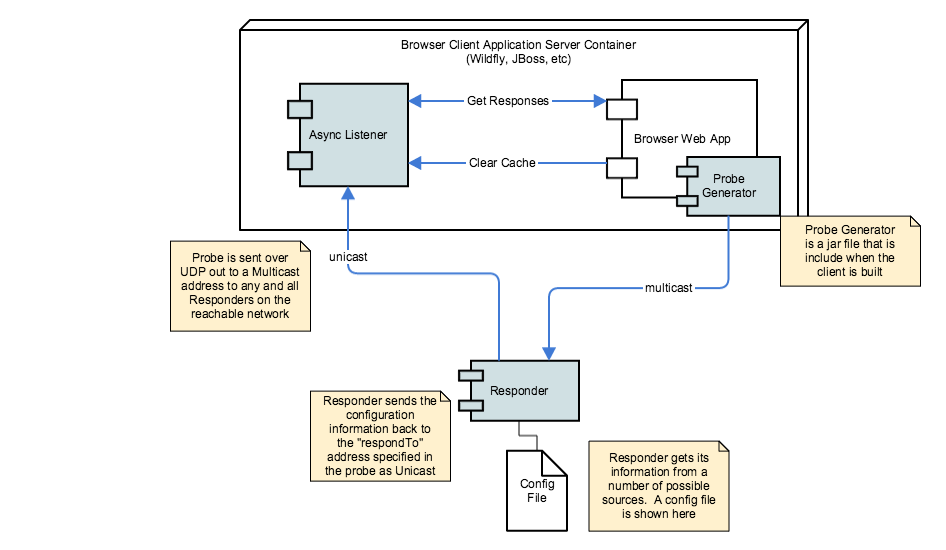 Browser Client Application Server Container
(Wildfly, JBoss, etc)
Get Responses
Async Listener
Browser Web App
Clear Cache
Probe
Generator
Probe Generator
is a jar file that is
include when the
client is built
Probe is sent over
UDP out to a Multicast
address to any and all
Responders on the
reachable network
unicast
multicast
Responder
Responder sends the
configuration
information back to
the "respondTo"
address specified in
the probe as Unicast
Config
File
Responder gets its
information from a
number of possible
sources. A config file
is shown here